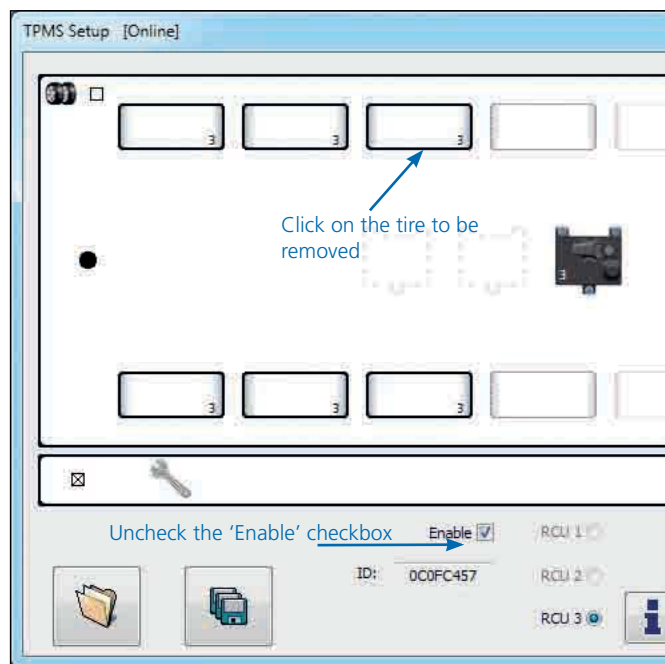 TPMS Setup [Online]
3 3 3
Click on the tire to be
removed
3
3 3 3
Uncheck the 'Enable' checkbox Enable RCU 1
ID: 0C0FC457 RCU 2
RCU 3 i